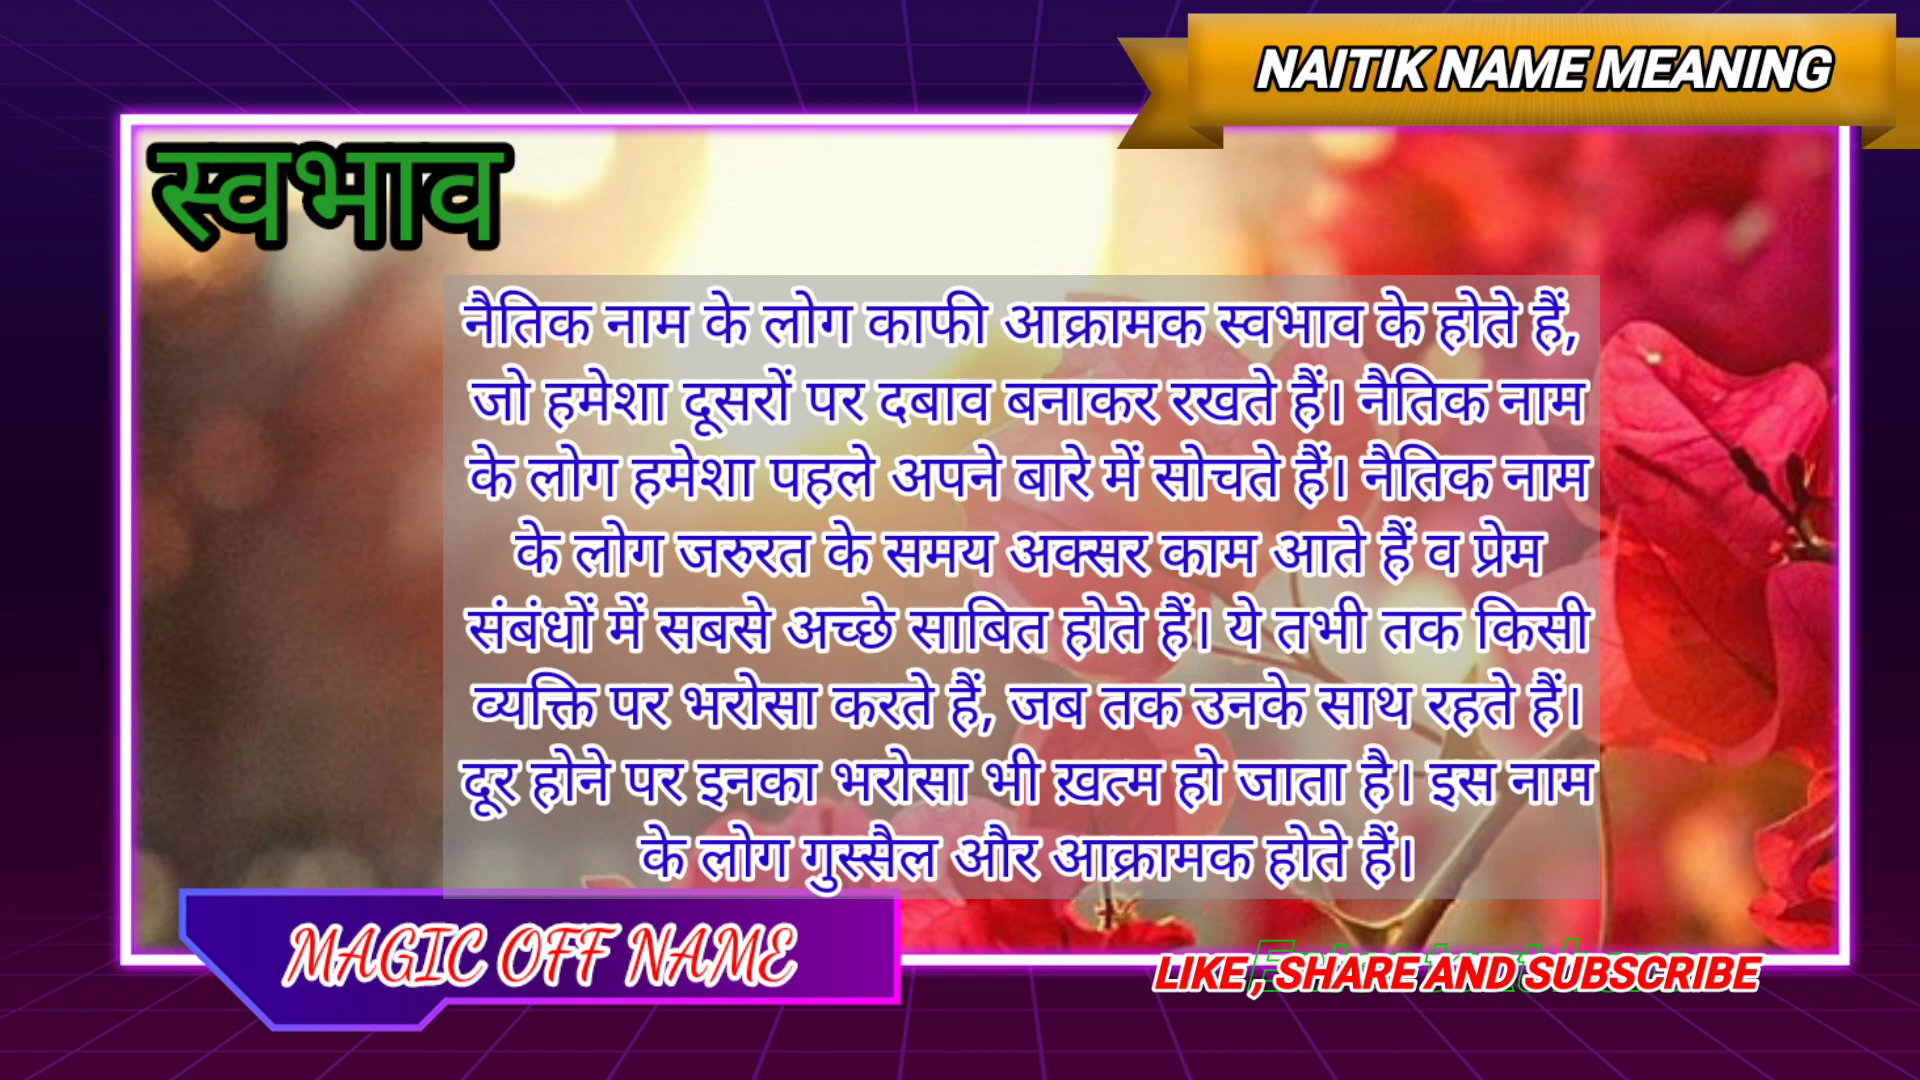 NAITIK NAME MEANING
स्वभाव
नैतिक नाम के लोग काफी आक्रामक स्वभाव के होते हैं,
जो हमेशा दूसरों पर दबाव बनाकर रखते हैं। नैतिक नाम
के लोग हमेशा पहले अपने बारे में सोचते हैं। नैतिक नाम
के लोग जरुरत के समय अक्सर काम आते हैं व प्रेम
संबंधों में सबसे अच्छे साबित होते हैं। ये तभी तक किसी
व्यक्ति पर भरोसा करते हैं, जब तक उनके साथ रहते हैं।
दूर होने पर इनका भरोसा भी ख़त्म हो जाता है। इस नाम
के लोग गुस्सैल और आक्रामक होते हैं।
MAGIC OFF NAME
LIKE , SHARE AND SUBSCRIBE